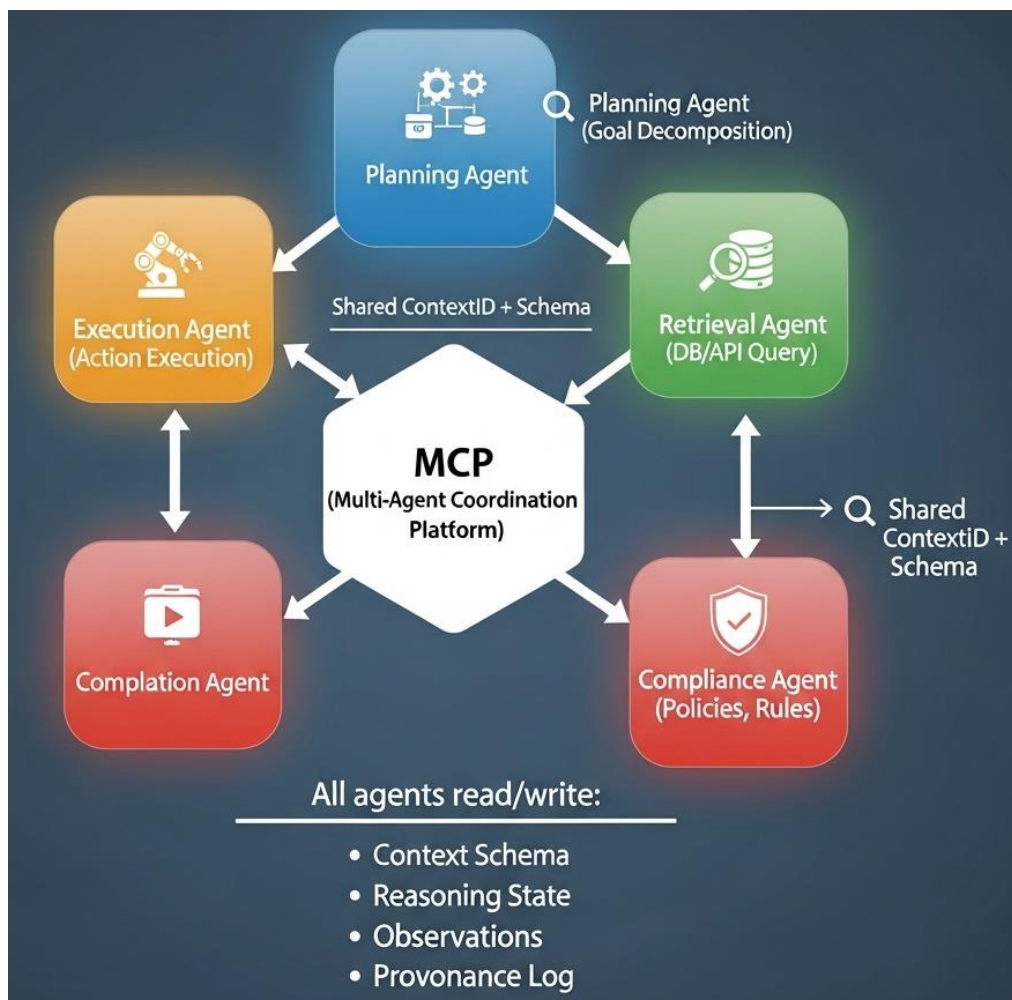 Planning Agent
Planning Agent
(Goal Decomposition)
Execution Agent
(Action Execution)
Shared ContextID + Schema
Retrieval Agent
(DB/API Query)
MCP
(Multi-Agent Coordination
Platform)
Shared
ContextiD +
Schema
Complation Agent
Compliance Agent
(Policies, Rules)
All agents read/write:
• Context Schema
• Reasoning State
• Observations
• Provonance Log